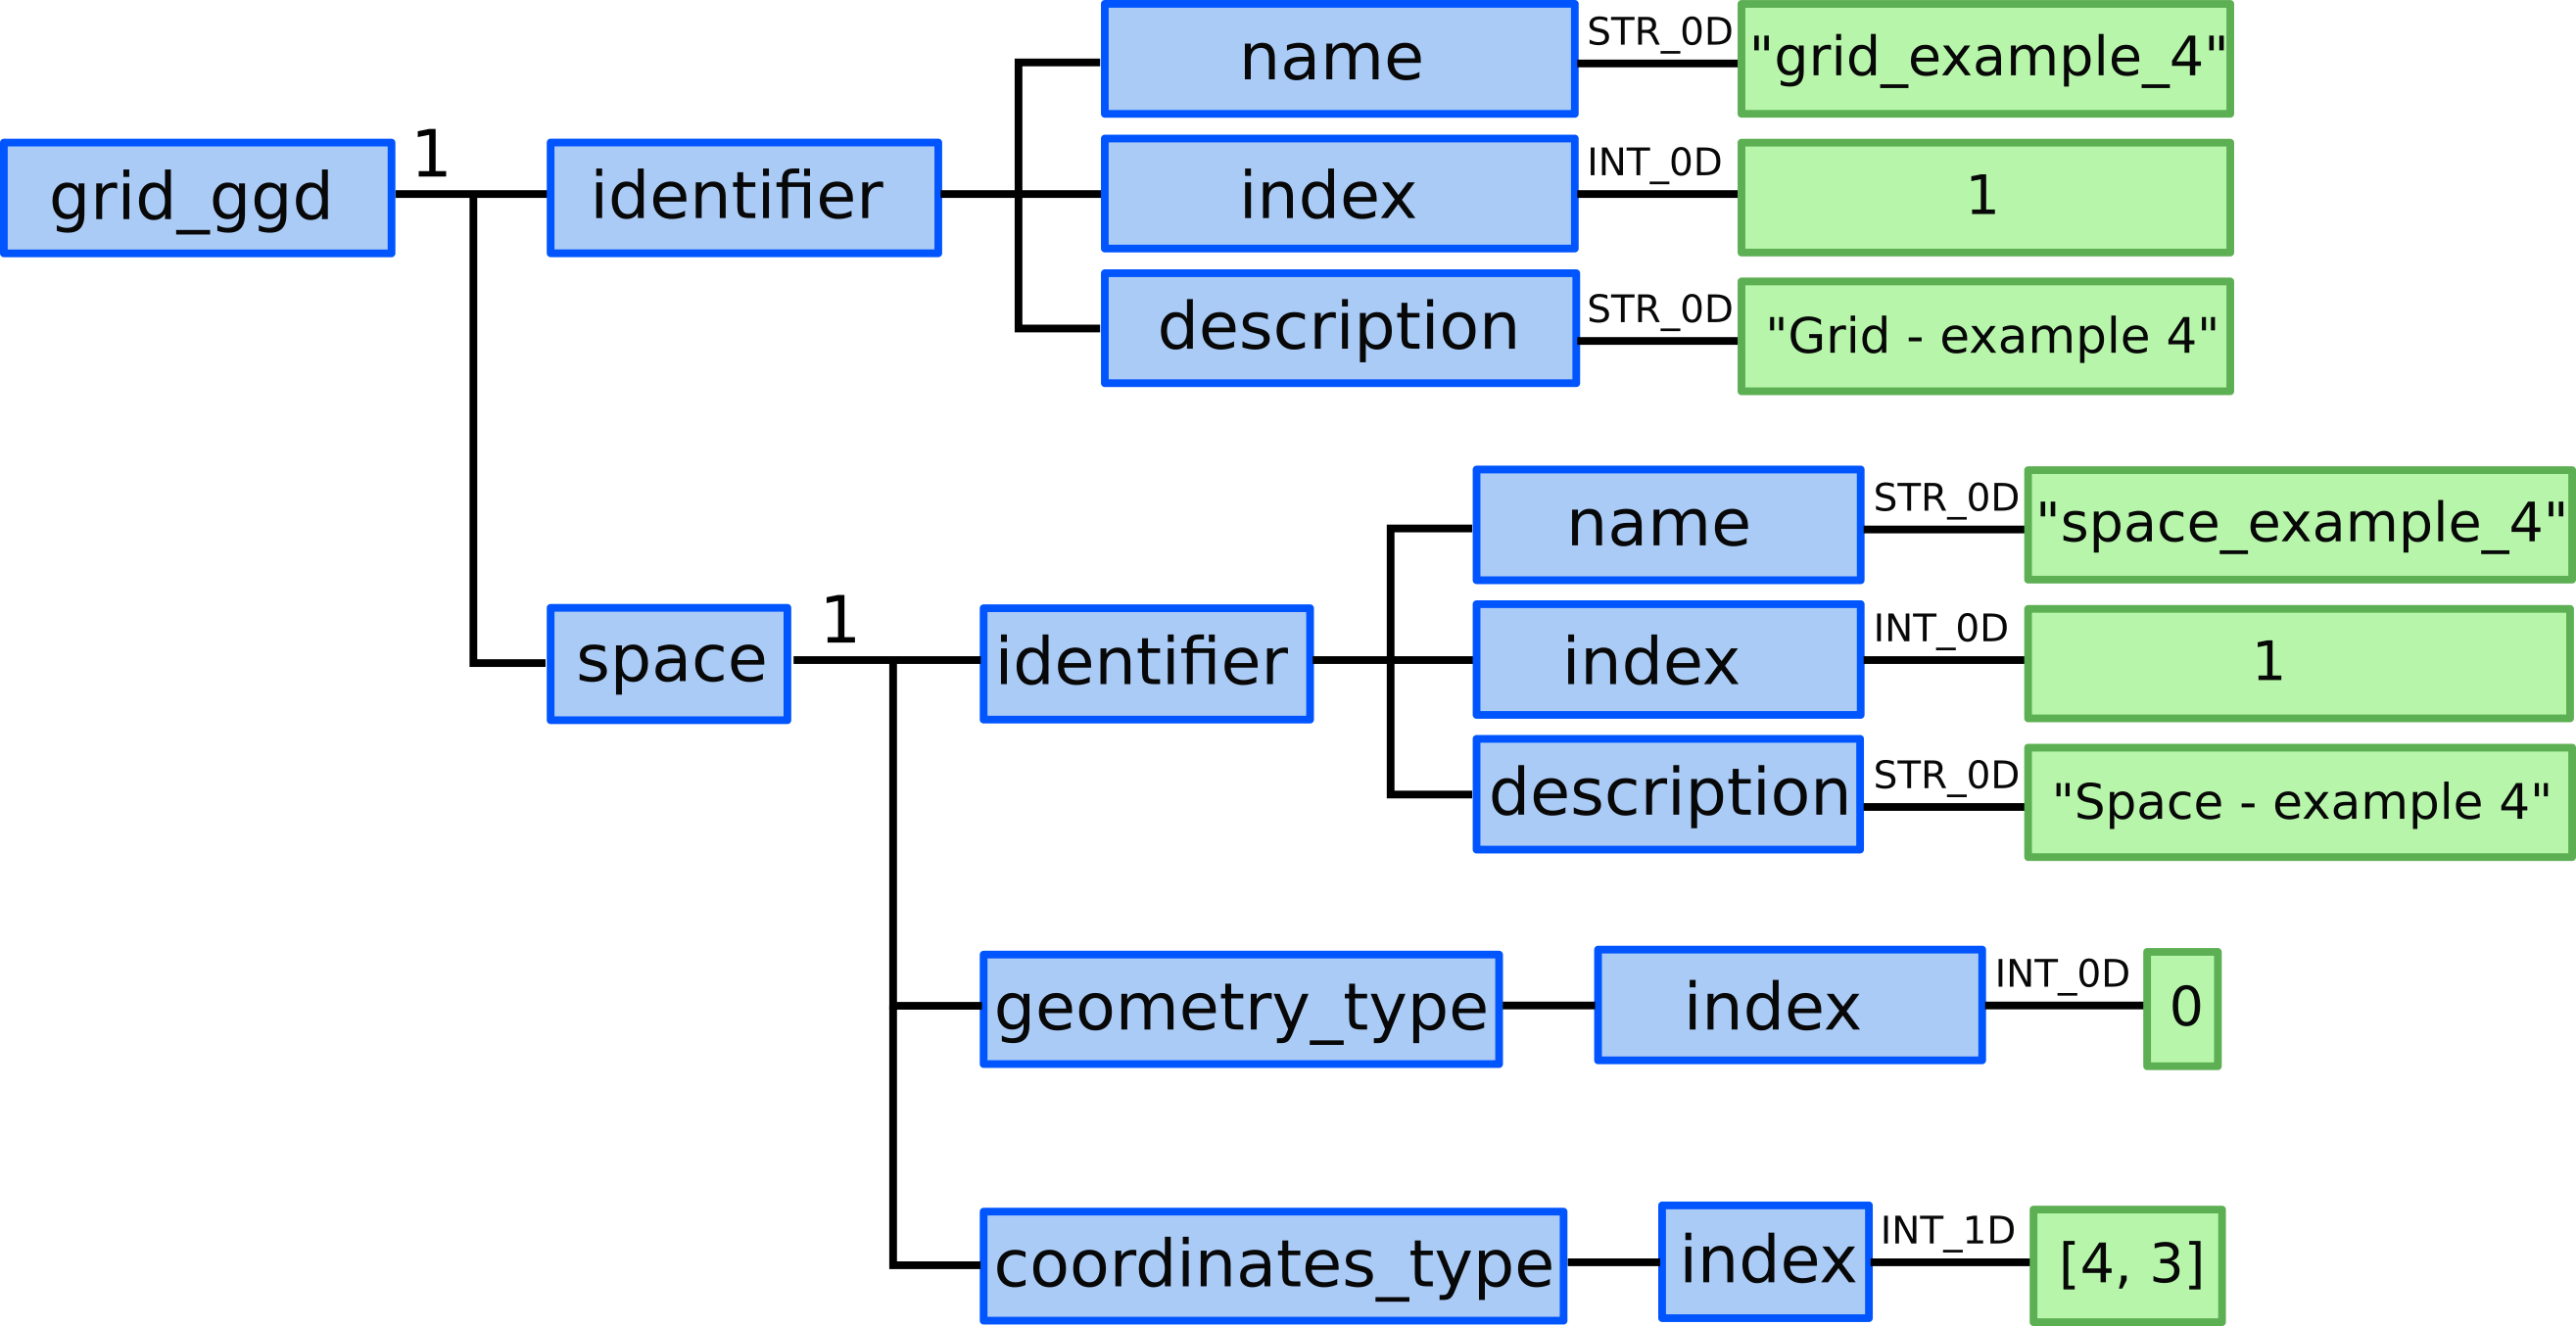 name STR_0D "grid_example_4"
grid_ggd 1 identifier index INT_0D 1
description STR_0D "Grid - example 4"
name STR_0D "space_example_4"
space 1 identifier index INT_0D 1
description STR_0D "Space - example 4"
geometry_type index INT_0D 0
coordinates_type index INT_1D [4, 3]